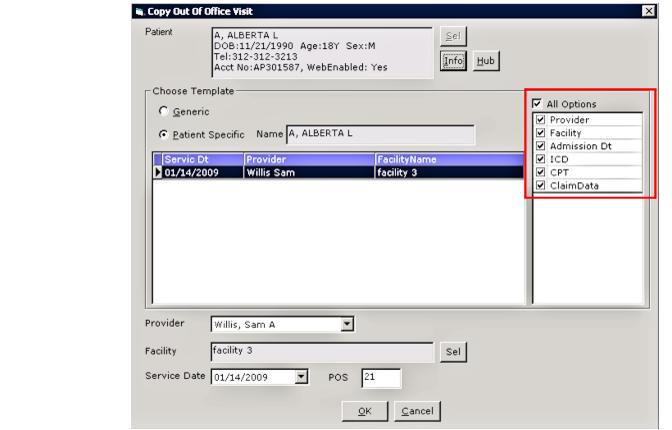 Copy Out Of Office Visit
Patient
A, ALBERTA L
DOB:11/21/1990 Age:18Y Sex:M
Tel:312-312-3213
Acct No:AP301587, WebEnabled: Yes
Sel
Info Hub
Choose Template
Generic
Patient Specific Name A, ALBERTA L
All Options
Provider
Facility
Admission Dt
ICD
CPT
ClaimData
Servic Dt Provider FacilityName
01/14/2009 Willis Sam facility 3
Provider Willis, Sam A
Facility facility 3 Sel
Service Date 01/14/2009 POS 21
OK Cancel